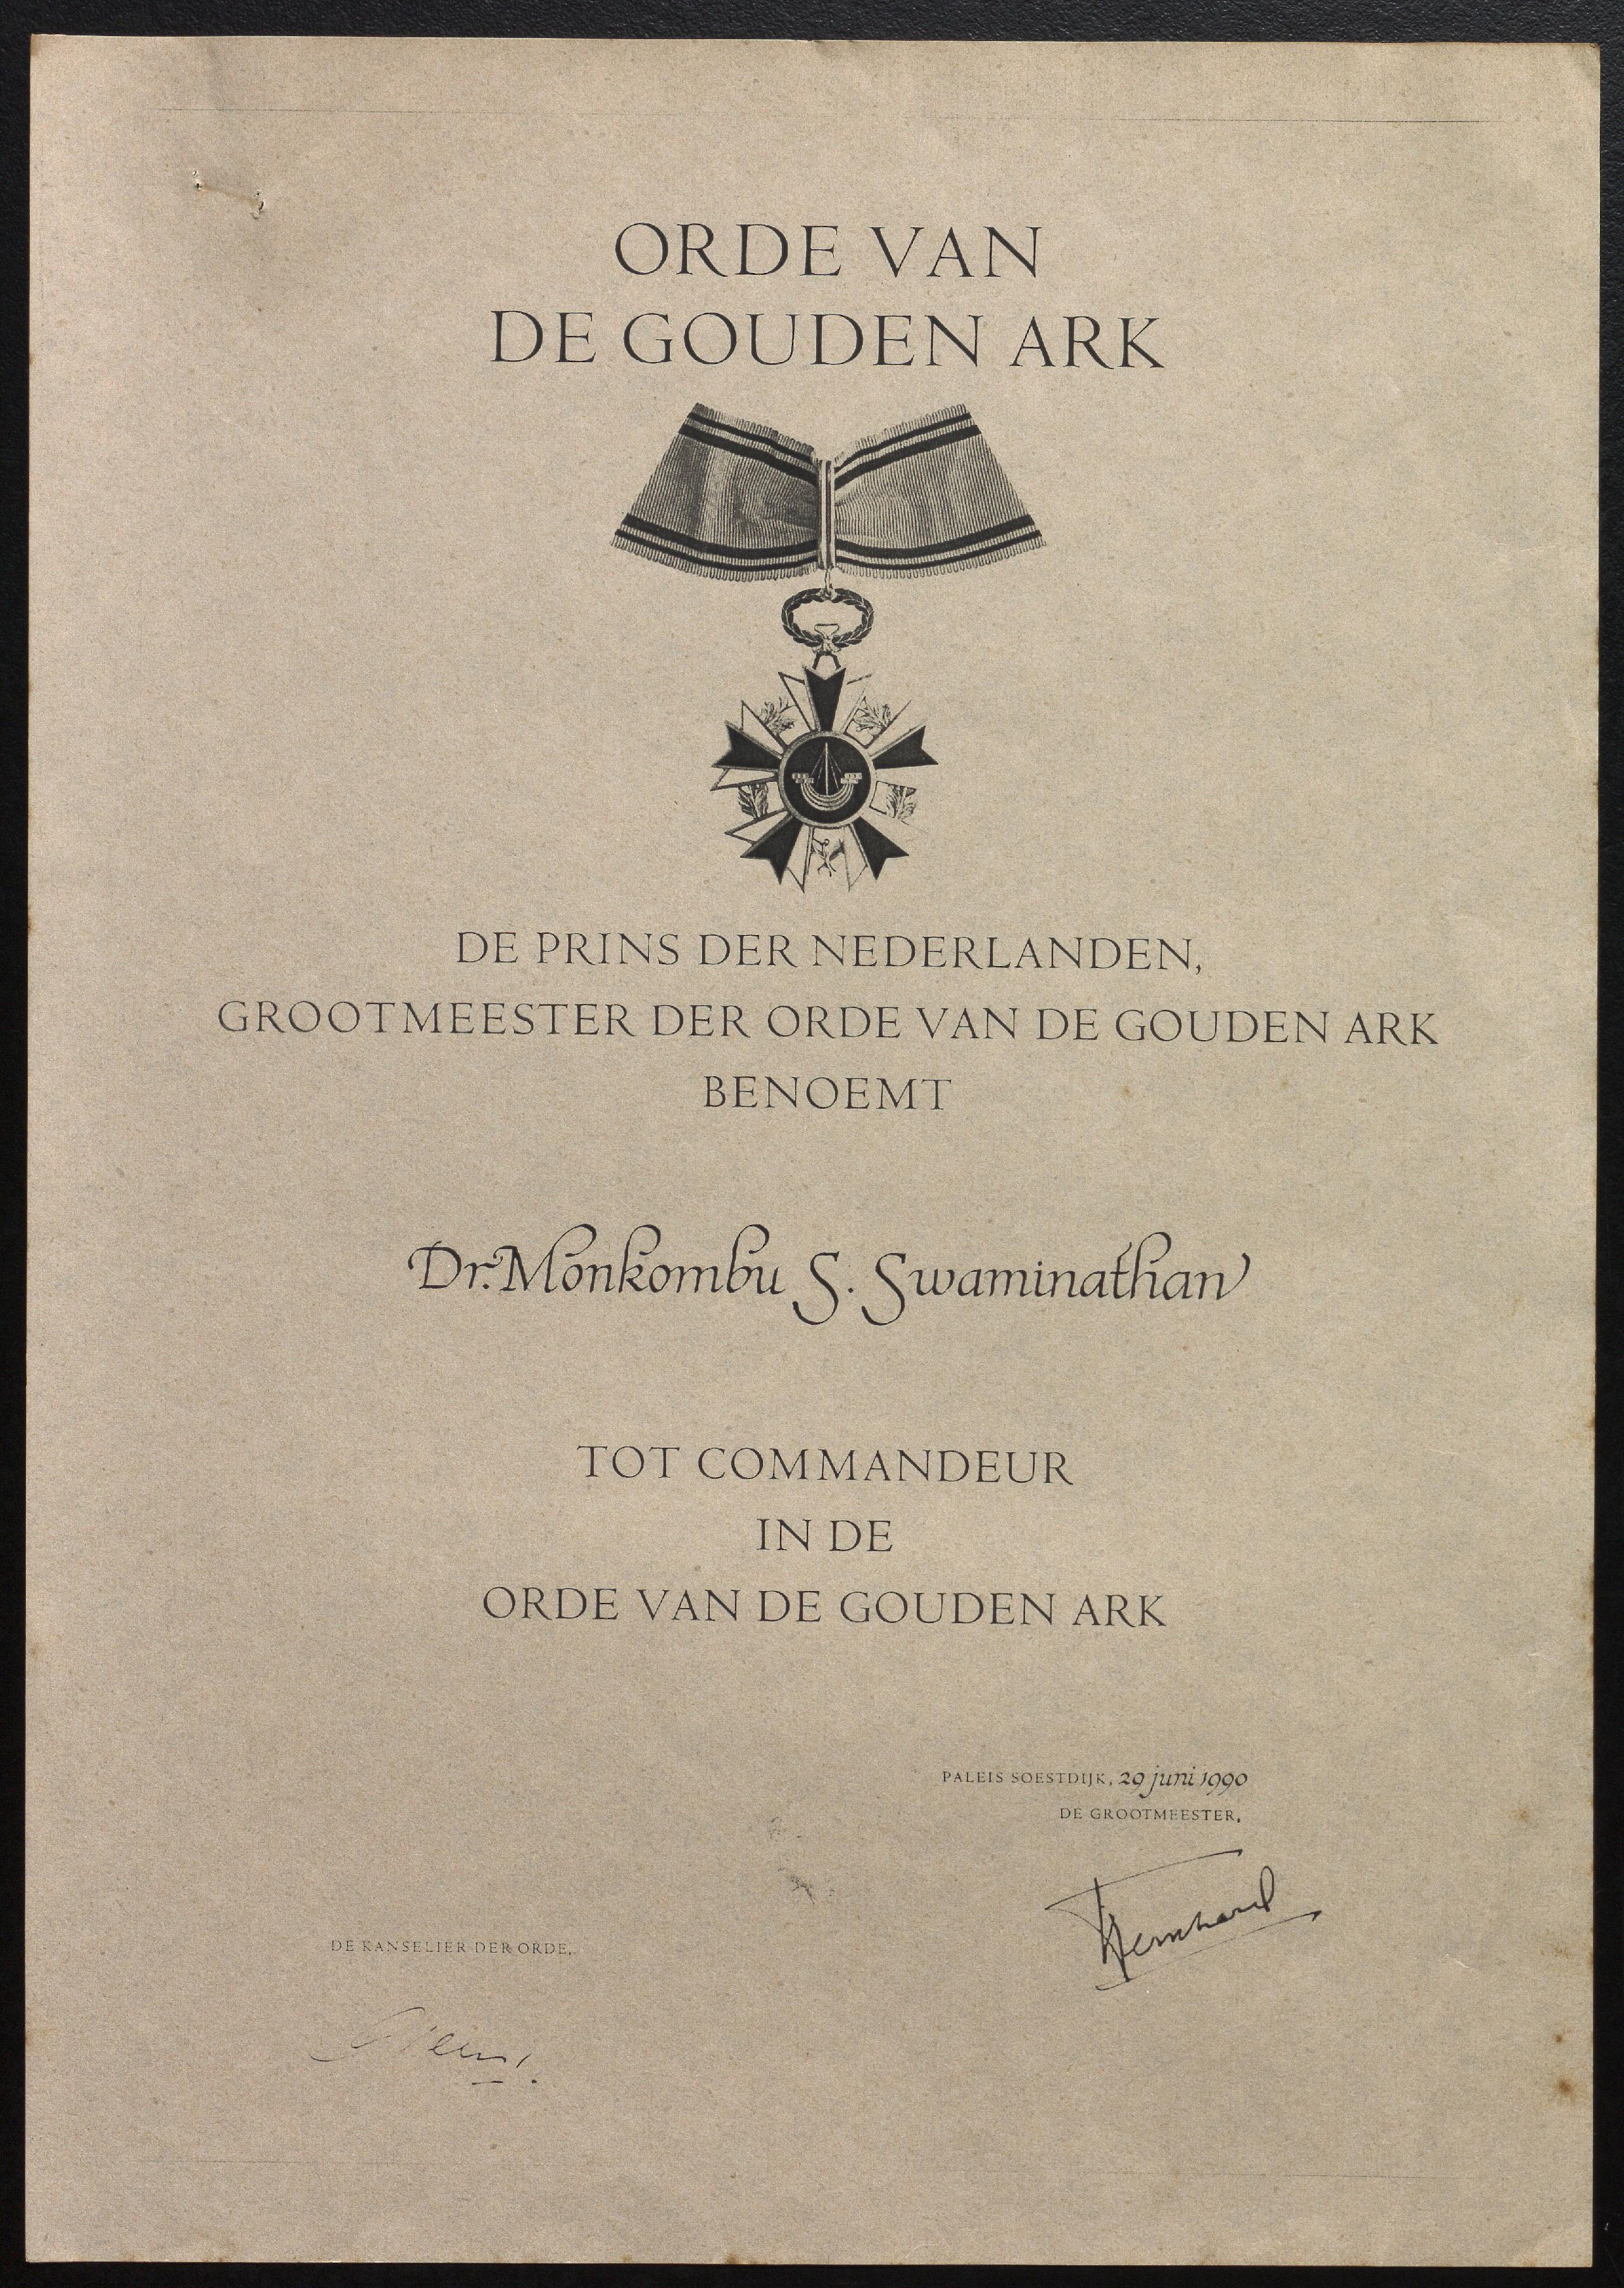 ORDE VAN
DE GOUDEN ARK
DE PRINS DER NEDERLANDEN,
GROOTMEESTER DER ORDE VAN DE GOUDEN ARK
BENOEMT
Dr. Monkombu S. Swaminathan
TOT COMMANDEUR
IN DE
ORDE VAN DE GOUDEN ARK
PALEIS SOESTDIJK, 29 juni 1990
DE GROOTMEESTER,
Bernhard
DE KANSELIER DER ORDE,